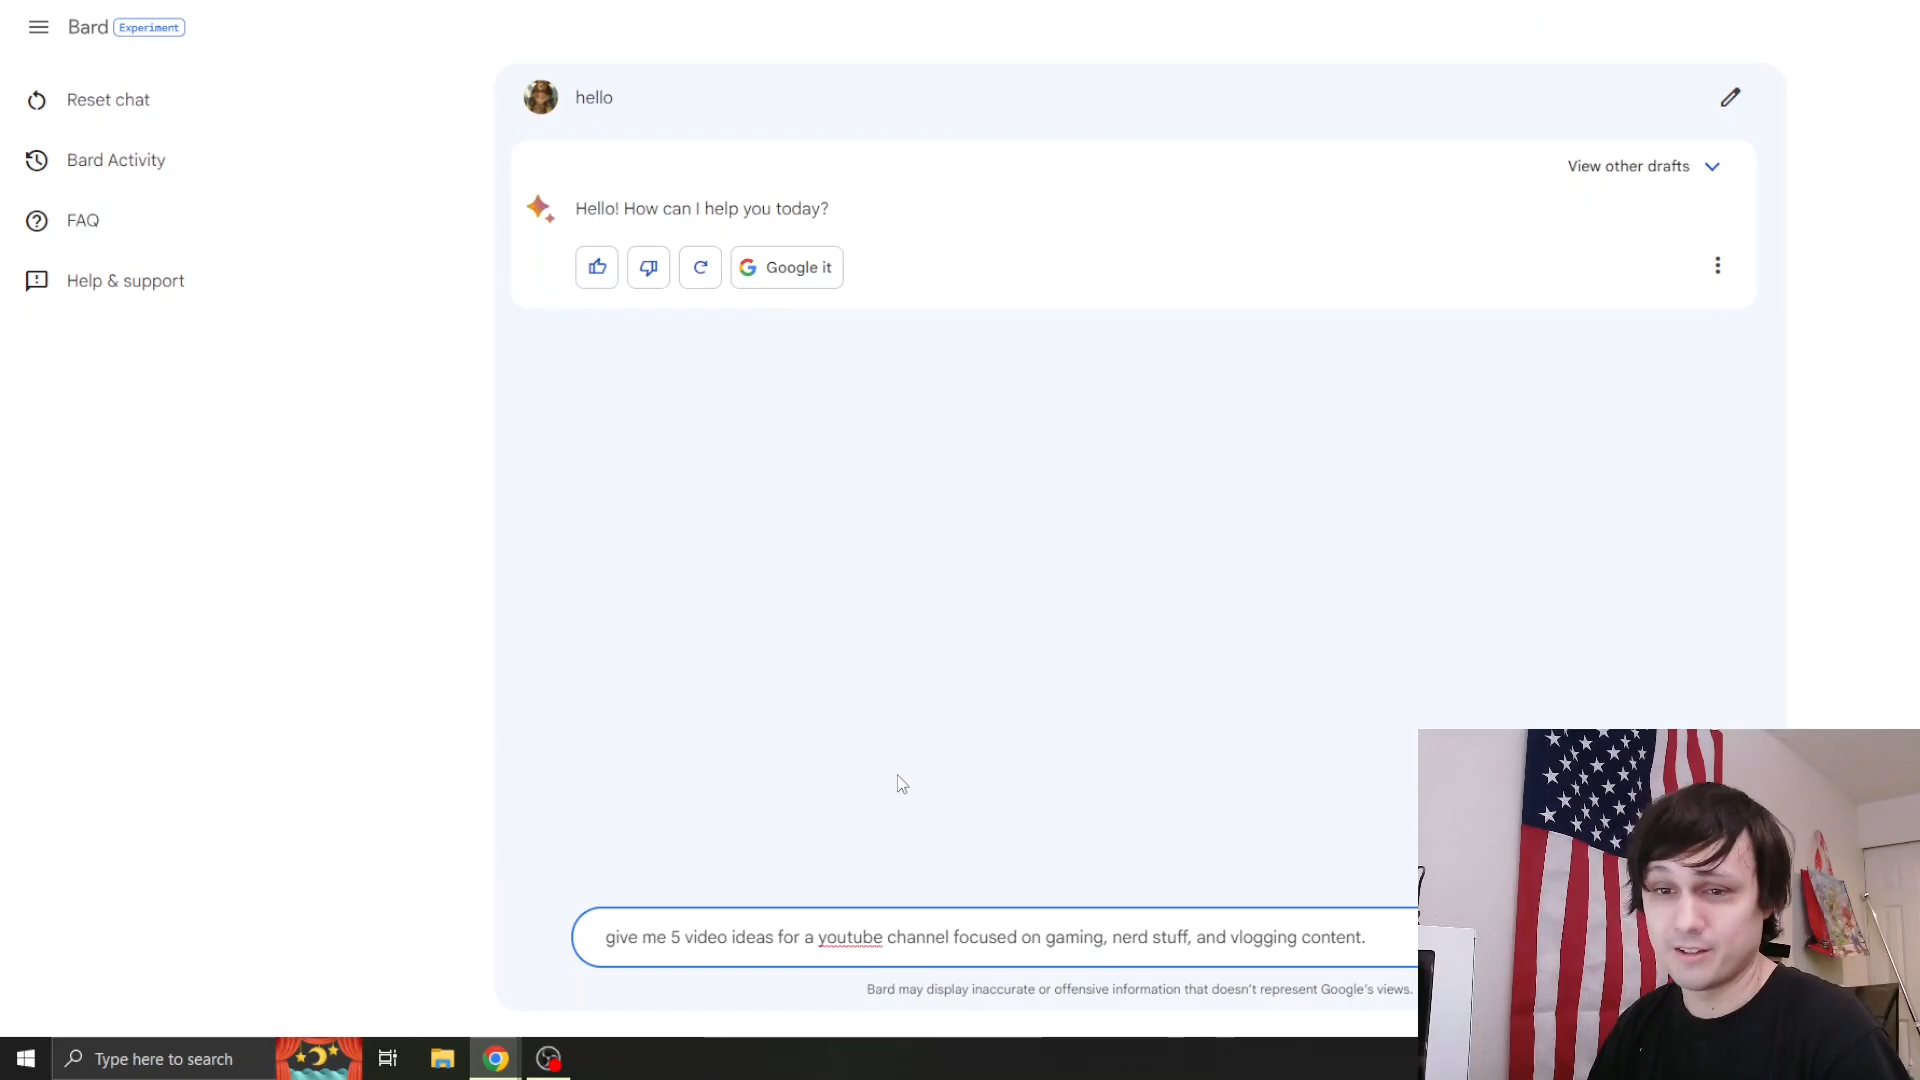 Bard Experiment
Reset chat
Bard Activity
FAQ
Help & support
hello
View other drafts
Hello! How can I help you today?
Google it
give me 5 video ideas for a youtube channel focused on gaming, nerd stuff, and vlogging content.
Bard may display inaccurate or offensive information that doesn't represent Google's views.
Type here to search